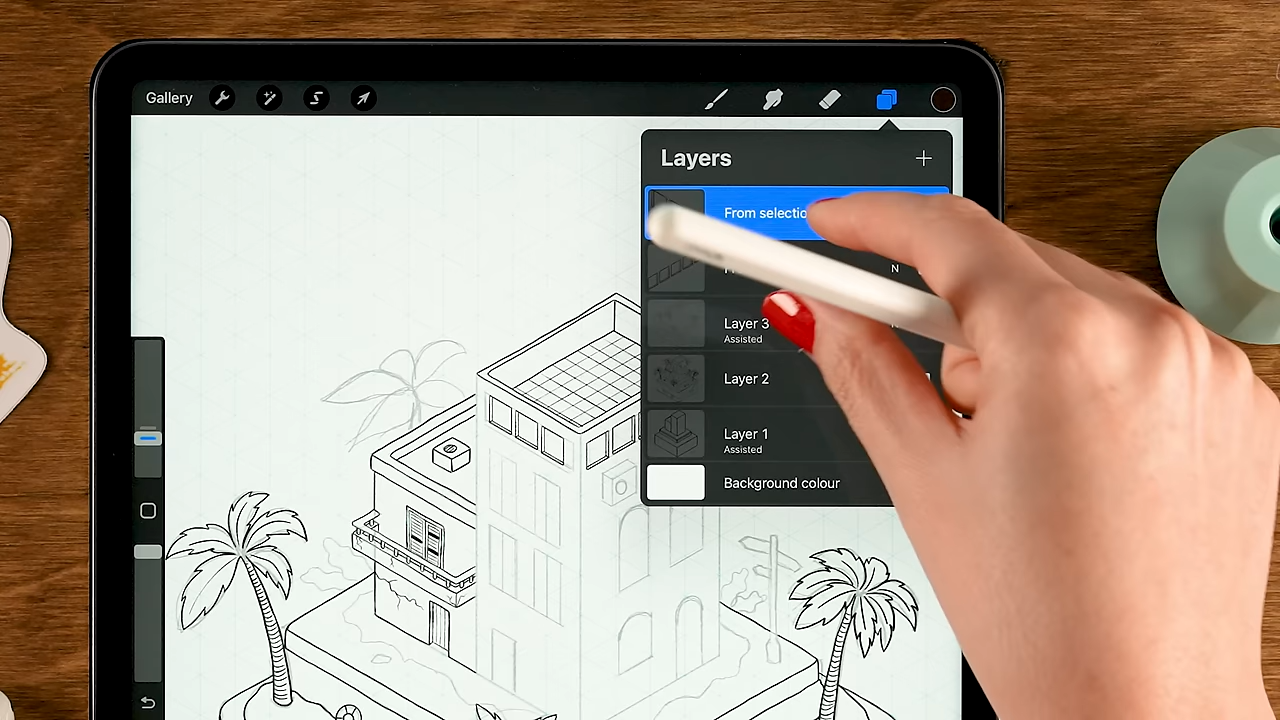 Gallery
Layers
From selectio
N
Layer 3
Assisted
Layer 2
Layer 1
Assisted
Background colour